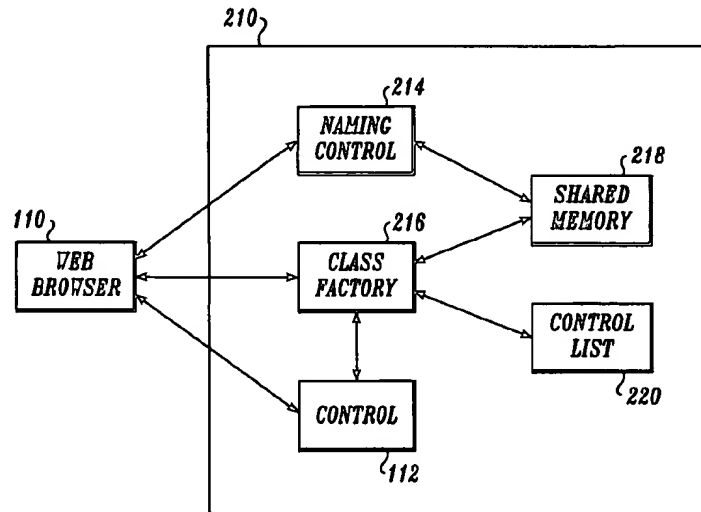 210
214
NAMING
CONTROL
218
SHARED
MEMORY
110
WEB
BROWSER
216
CLASS
FACTORY
CONTROL
LIST
220
CONTROL
112